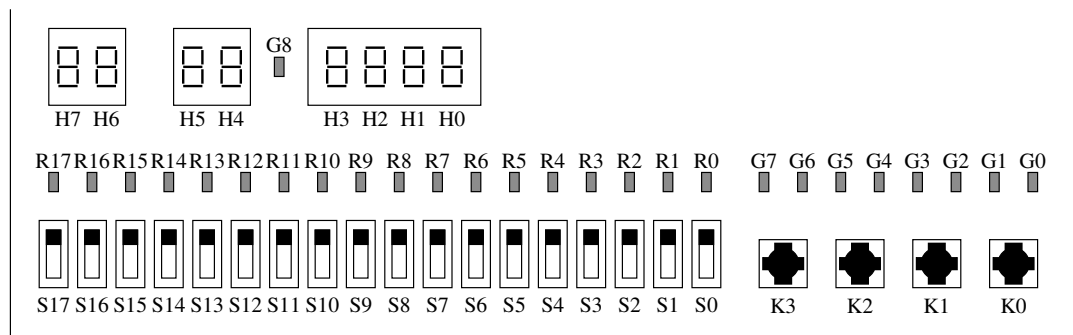 G8
H7 H6 H5 H4 H3 H2 H1 H0
R17 R16 R15 R14 R13 R12 R11 R10 R9 R8 R7 R6 R5 R4 R3 R2 R1 R0 G7 G6 G5 G4 G3 G2 G1 G0
S17 S16 S15 S14 S13 S12 S11 S10 S9 S8 S7 S6 S5 S4 S3 S2 S1 S0 K3 K2 K1 K0